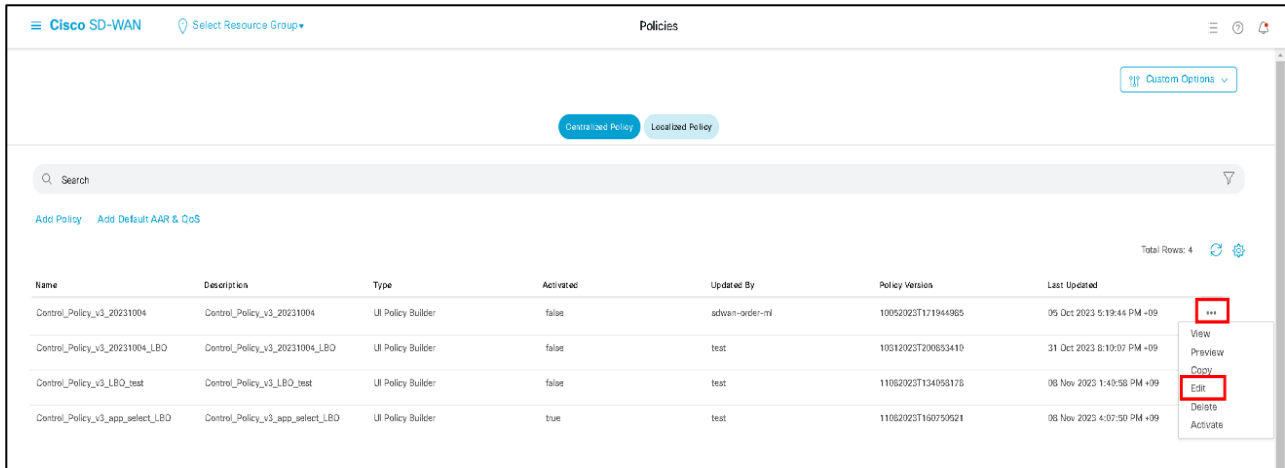 Cisco SD-WAN Select Resource Group Policies
Custom Options
Centralized Policy Localized Policy
Search
Add Policy Add Default AAR & QoS
Total Rows: 4
Name Description Type Activated Updated By Policy Version Last Updated
Control_Policy_v3_20231004 Control_Policy_v3_20231004 UI Policy Builder false sdwan-order-ml 10052023T171944985 05 Oct 2023 5:19:44 PM +09
View
Control_Policy_v3_20231004_LBO Control_Policy_v3_20231004_LBO UI Policy Builder false test 10312023T200853410 31 Oct 2023 8:10:07 PM +09
Preview
Copy
Control_Policy_v3_LBO_test Control_Policy_v3_LBO_test UI Policy Builder false test 11082023T134058178 08 Nov 2023 1:40:58 PM +09
Edit
Delete
Control_Policy_v3_app_select_LBO Control_Policy_v3_app_select_LBO UI Policy Builder true test 11082023T160750521 08 Nov 2023 4:07:50 PM +09
Activate